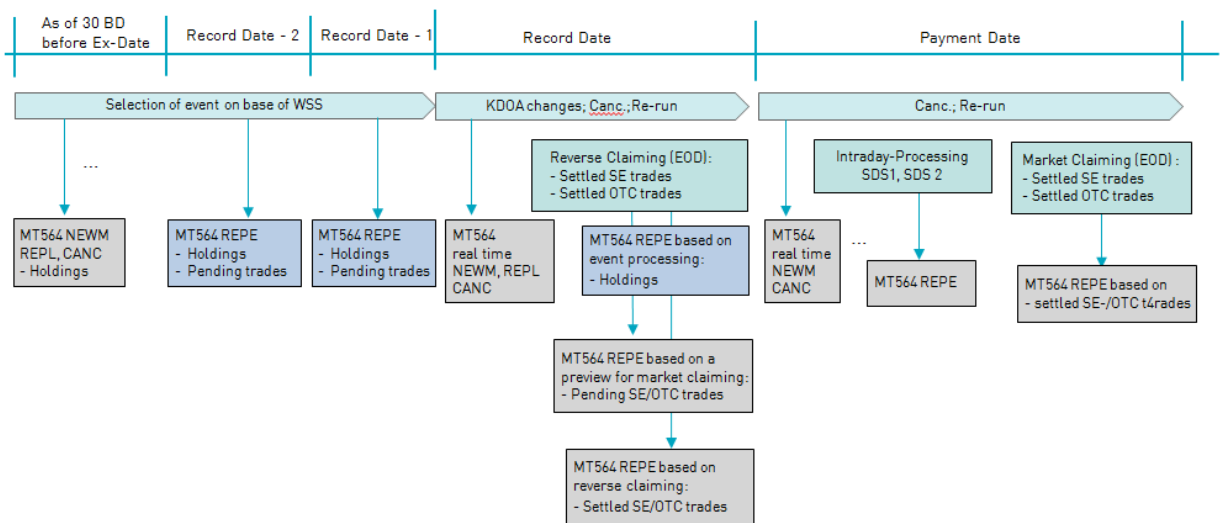 As of 30 BD
before Ex-Date
Record Date - 2
Record Date - 1
Record Date
Payment Date
Selection of event on base of WSS
KDOA changes; Canc.;Re-run
Canc.; Re-run
...
Reverse Claiming (EOD):
- Settled SE trades
- Settled OTC trades
Intraday-Processing
SDS1, SDS 2
Market Claiming (EOD) :
- Settled SE trades
- Settled OTC trades
MT564 NEWM
REPL, CANC
- Holdings
MT564 REPE
- Holdings
- Pending trades
MT564 REPE
- Holdings
- Pending trades
MT564
real time
NEWM, REPL
CANC
MT564 REPE based on
event processing:
- Holdings
MT564
real time
NEWM
CANC
...
MT564 REPE
MT564 REPE based on
- settled SE-/OTC t4rades
MT564 REPE based on a
preview for market claiming:
- Pending SE/OTC trades
MT564 REPE based on
reverse claiming:
- Settled SE/OTC trades